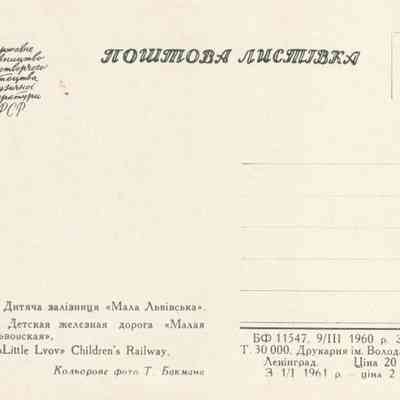 ПОШТОВА ЛИСТІВКА
Дитяча залізниця «Мала Львівська».
Детская железная дорога «Малая
львовская».
«Little Lvov» Children's Railway.
Кольорове фото Т. Бакмана
БФ 11547. 9/III 1960 р. З
Т. 30 000. Друкарня ім. Волода
Ленінград. Ціна 20
З 1/I 1961 р. — ціна 2